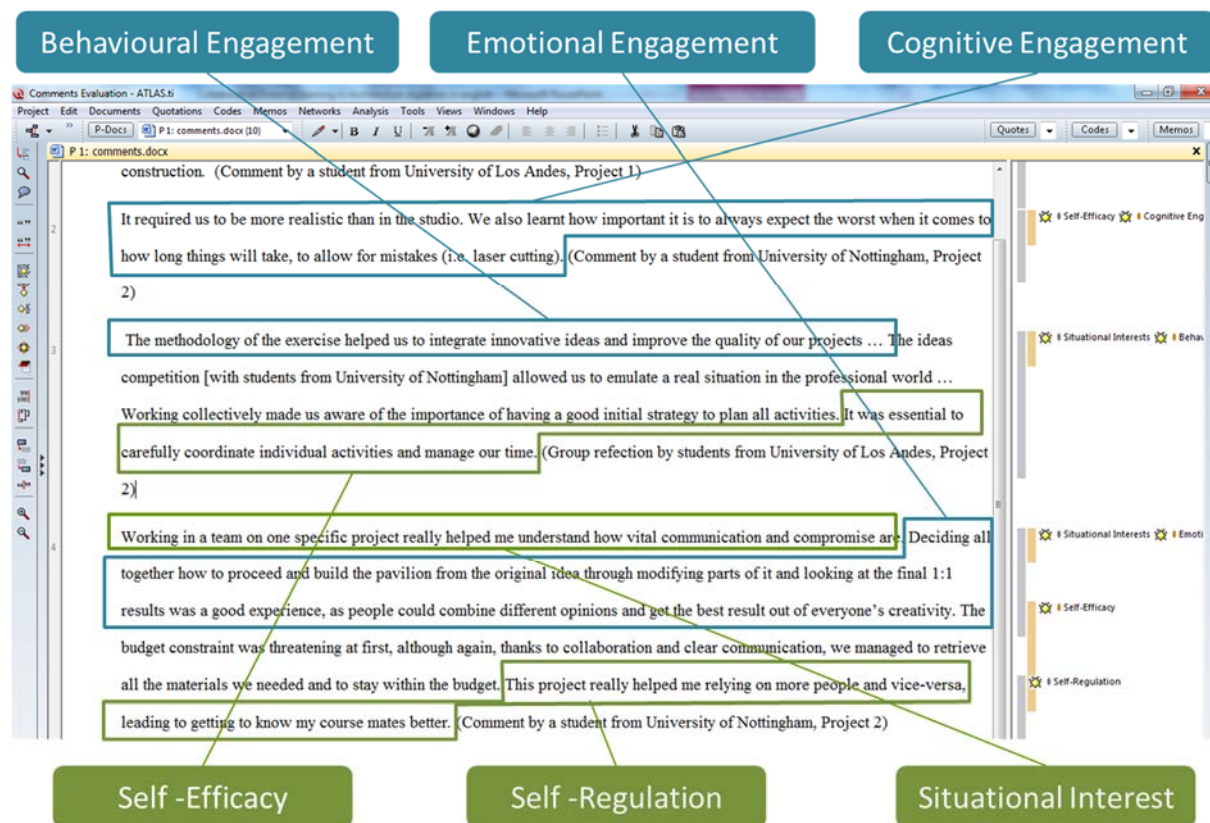 Behavioural Engagement
Emotional Engagement
Cognitive Engagement
Comments Evaluation - ATLAS.ti
Project Edit Documents Quotations Codes Memos Networks Analysis Tools Views Windows Help
P-Docs P 1: comments.docx (10) B I U Quotes Codes Memos
P 1: comments.docx
construction. (Comment by a student from University of Los Andes, Project 1)
2 It required us to be more realistic than in the studio. We also learnt how important it is to always expect the worst when it comes to
how long things will take, to allow for mistakes (i.e. laser cutting). (Comment by a student from University of Nottingham, Project
2)
Self-Efficacy Cognitive Eng
3 The methodology of the exercise helped us to integrate innovative ideas and improve the quality of our projects … The ideas
competition [with students from University of Nottingham] allowed us to emulate a real situation in the professional world …
Working collectively made us aware of the importance of having a good initial strategy to plan all activities. It was essential to
carefully coordinate individual activities and manage our time. (Group refection by students from University of Los Andes, Project
2)
Situational Interests Behav
4 Working in a team on one specific project really helped me understand how vital communication and compromise are. Deciding all
together how to proceed and build the pavilion from the original idea through modifying parts of it and looking at the final 1:1
results was a good experience, as people could combine different opinions and get the best result out of everyone's creativity. The
budget constraint was threatening at first, although again, thanks to collaboration and clear communication, we managed to retrieve
all the materials we needed and to stay within the budget. This project really helped me relying on more people and vice-versa,
leading to getting to know my course mates better. (Comment by a student from University of Nottingham, Project 2)
Situational Interests Emoti
Self-Efficacy
Self-Regulation
Self -Efficacy
Self -Regulation
Situational Interest